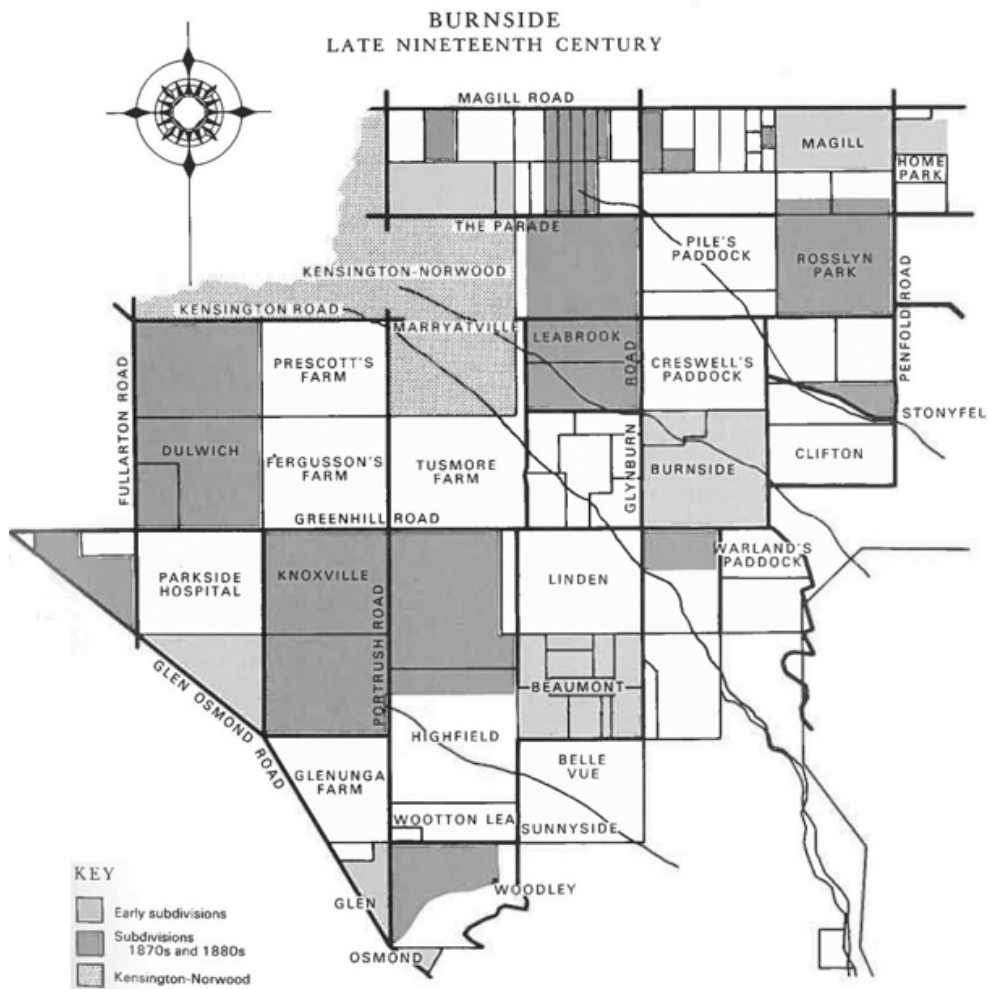 BURNSIDE
LATE NINETEENTH CENTURY
MAGILL ROAD
MAGILL
HOME
PARK
THE PARADE
PILE'S
PADDOCK
ROSSLYN
PARK
KENSINGTON-NORWOOD
PENFOLD ROAD
KENSINGTON ROAD
MARRYATVILLE
LEABROOK
PRESCOTT'S
FARM
CRESWELL'S
PADDOCK
FULLARTON ROAD
GLYNBURN ROAD
STONYFEL
DULWICH
FERGUSSON'S
FARM
TUSMORE
FARM
BURNSIDE
CLIFTON
GREENHILL ROAD
PARKSIDE
HOSPITAL
KNOXVILLE
LINDEN
WARLAND'S
PADDOCK
PORTRUSH ROAD
GLEN OSMOND ROAD
BEAUMONT
HIGHFIELD
BELLE
VUE
GLENUNGA
FARM
WOOTTON LEA
SUNNYSIDE
WOODLEY
GLEN
OSMOND
KEY
Early subdivisions
Subdivisions
1870s and 1880s
Kensington-Norwood